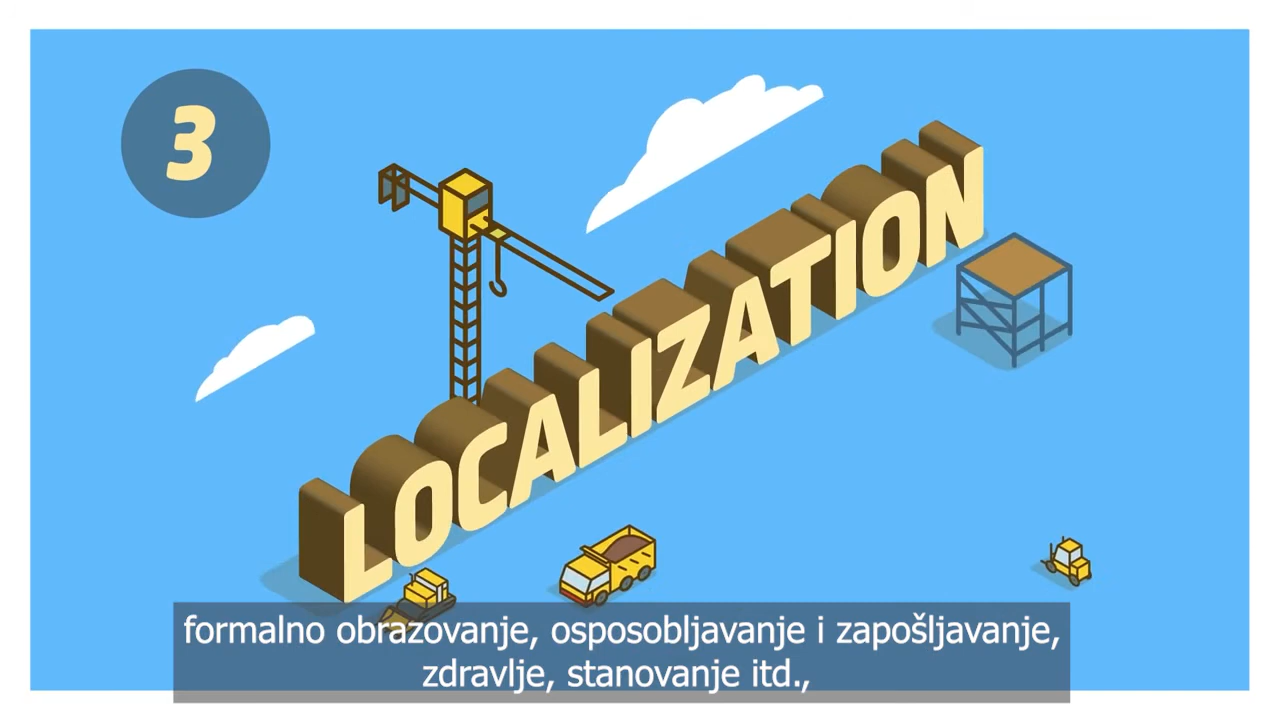 3
LOCALIZATION
formalno obrazovanje, osposobljavanje i zapošljavanje,
zdravlje, stanovanje itd.,